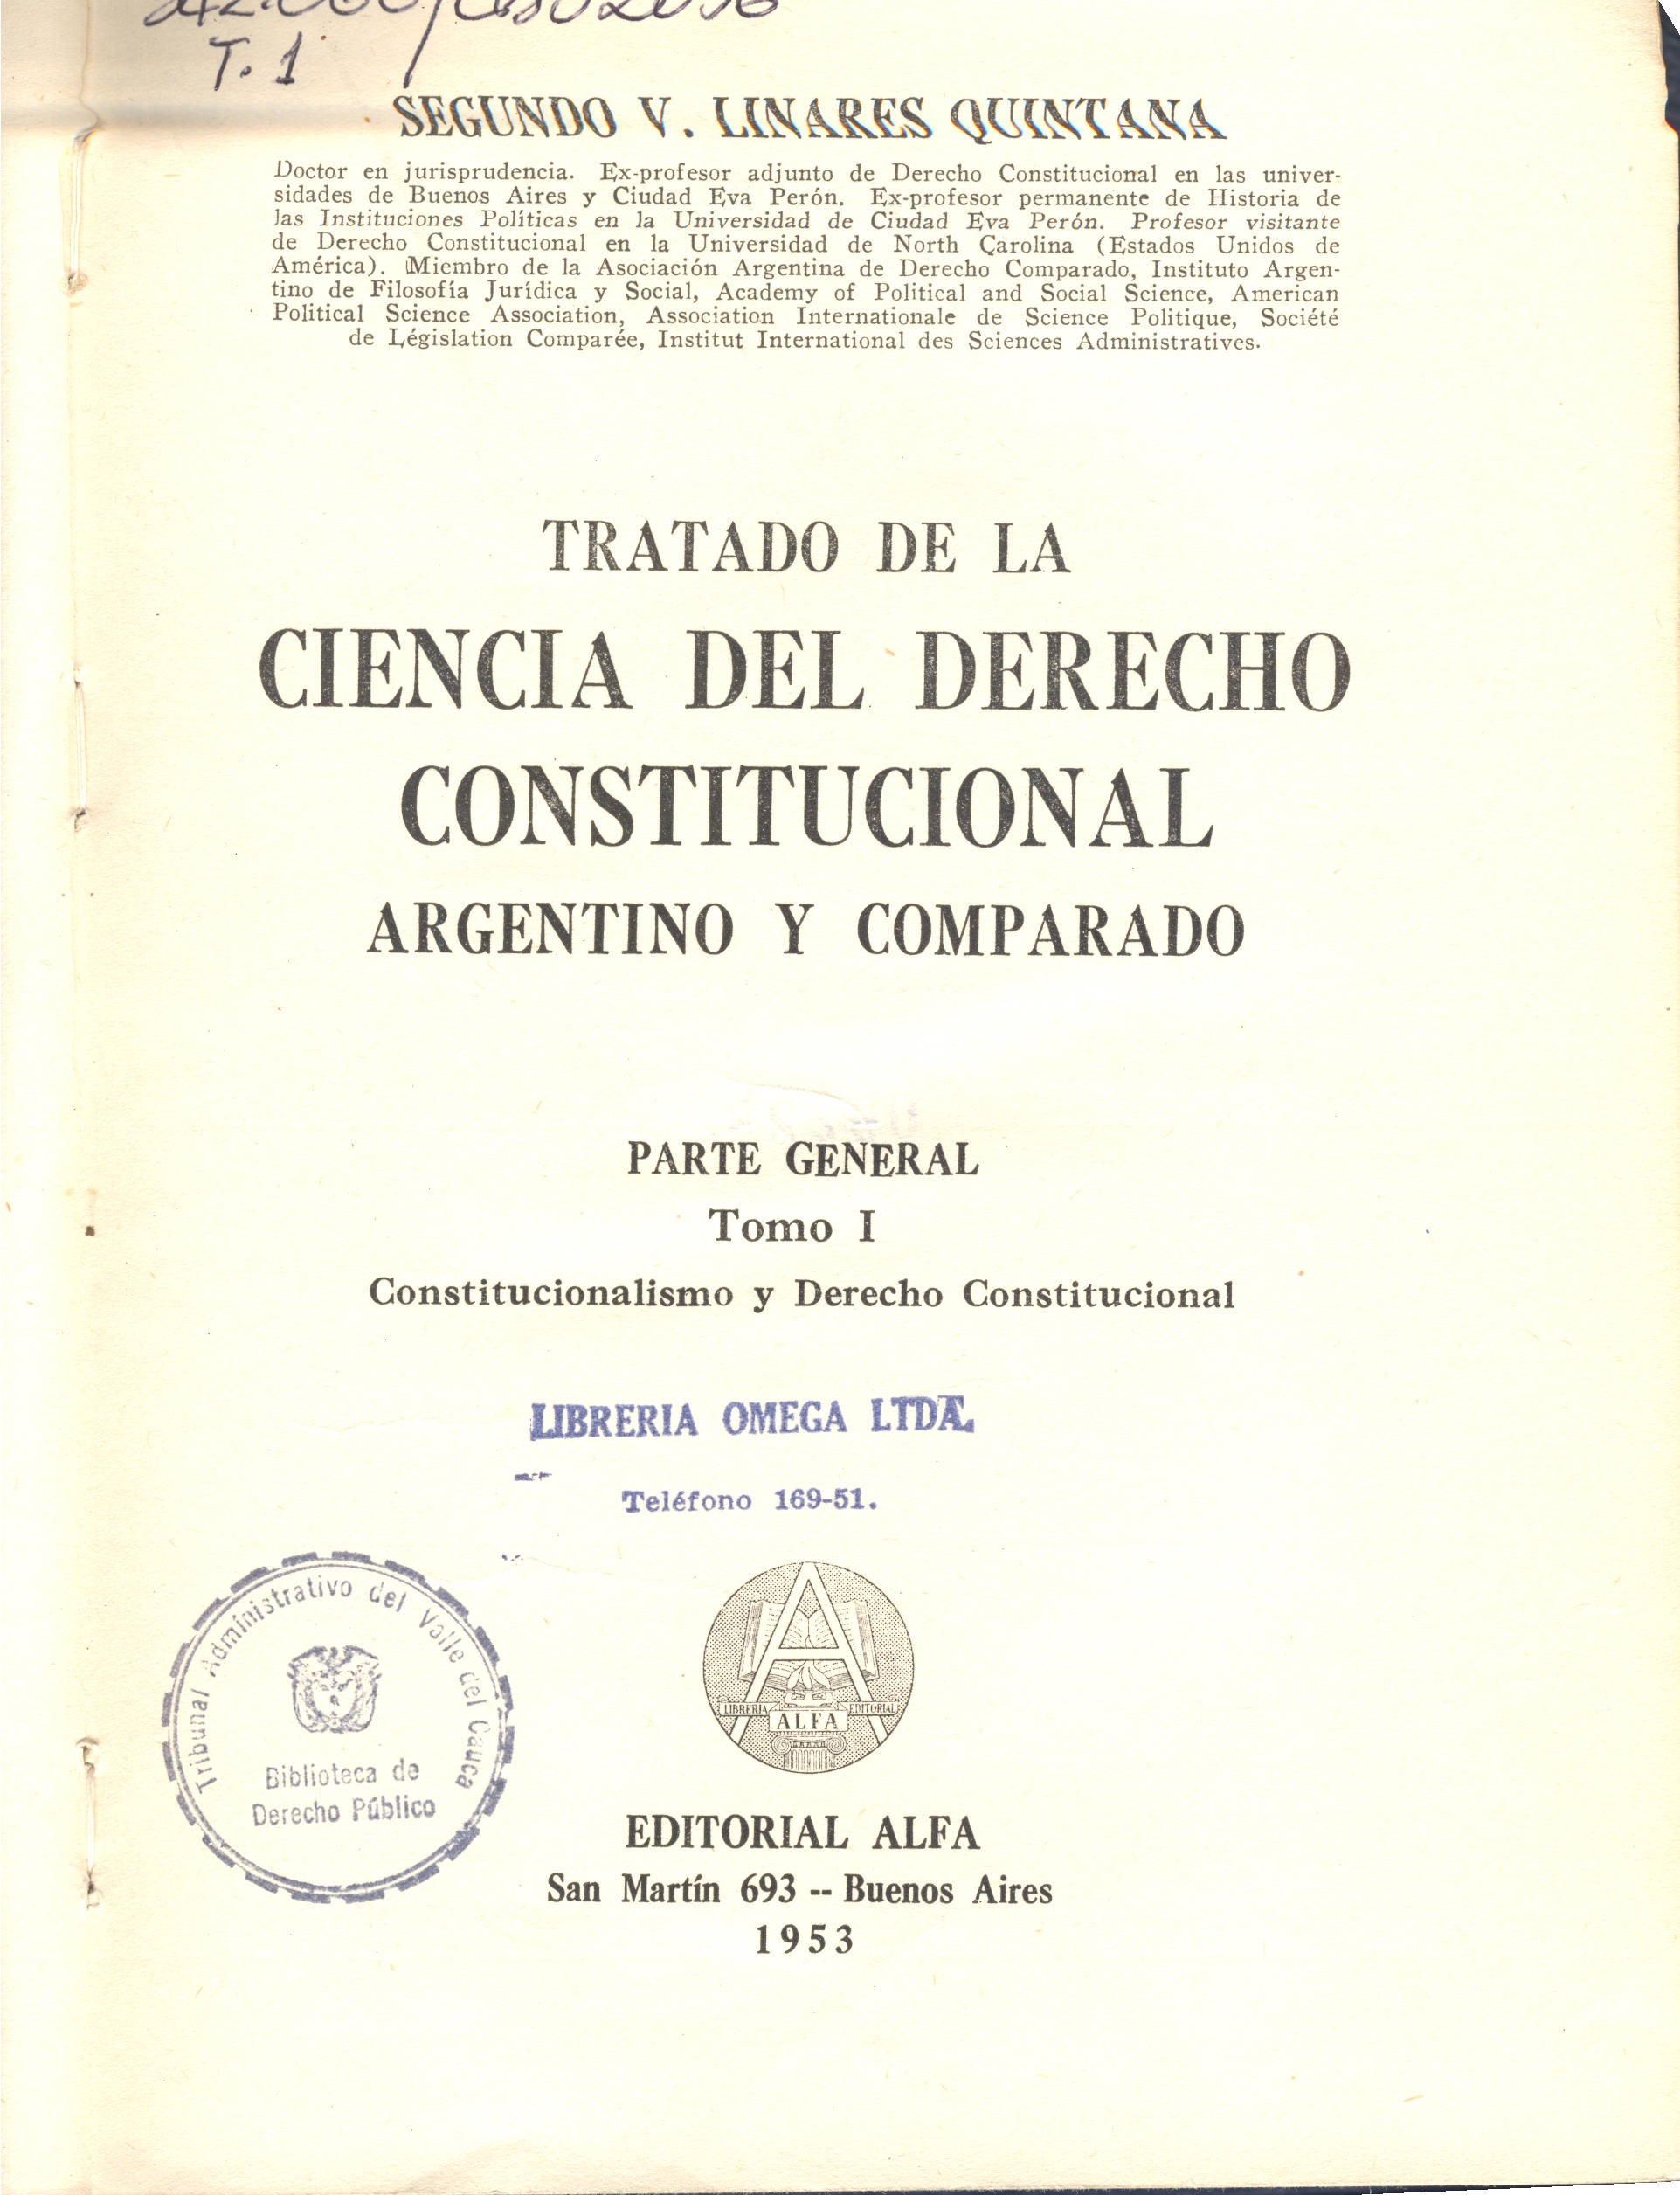 T. 1
SEGUNDO V. LINARES QUINTANA
Doctor en jurisprudencia. Ex-profesor adjunto de Derecho Constitucional en las univer-
sidades de Buenos Aires y Ciudad Eva Perón. Ex-profesor permanente de Historia de
las Instituciones Políticas en la Universidad de Ciudad Eva Perón. Profesor visitante
de Derecho Constitucional en la Universidad de North Carolina (Estados Unidos de
América). Miembro de la Asociación Argentina de Derecho Comparado, Instituto Argen-
tino de Filosofía Jurídica y Social, Academy of Political and Social Science, American
Political Science Association, Association Internationale de Science Politique, Société
de Législation Comparée, Institut International des Sciences Administratives.
TRATADO DE LA
CIENCIA DEL DERECHO
CONSTITUCIONAL
ARGENTINO Y COMPARADO
PARTE GENERAL
Tomo I
Constitucionalismo y Derecho Constitucional
LIBRERIA OMEGA LTDA.
Teléfono 169-51.
Tribunal Administrativo del Valle del Cauca
Biblioteca de
Derecho Público
LIBRERIA EDITORIAL
ALFA
EDITORIAL ALFA
San Martín 693 -- Buenos Aires
1953